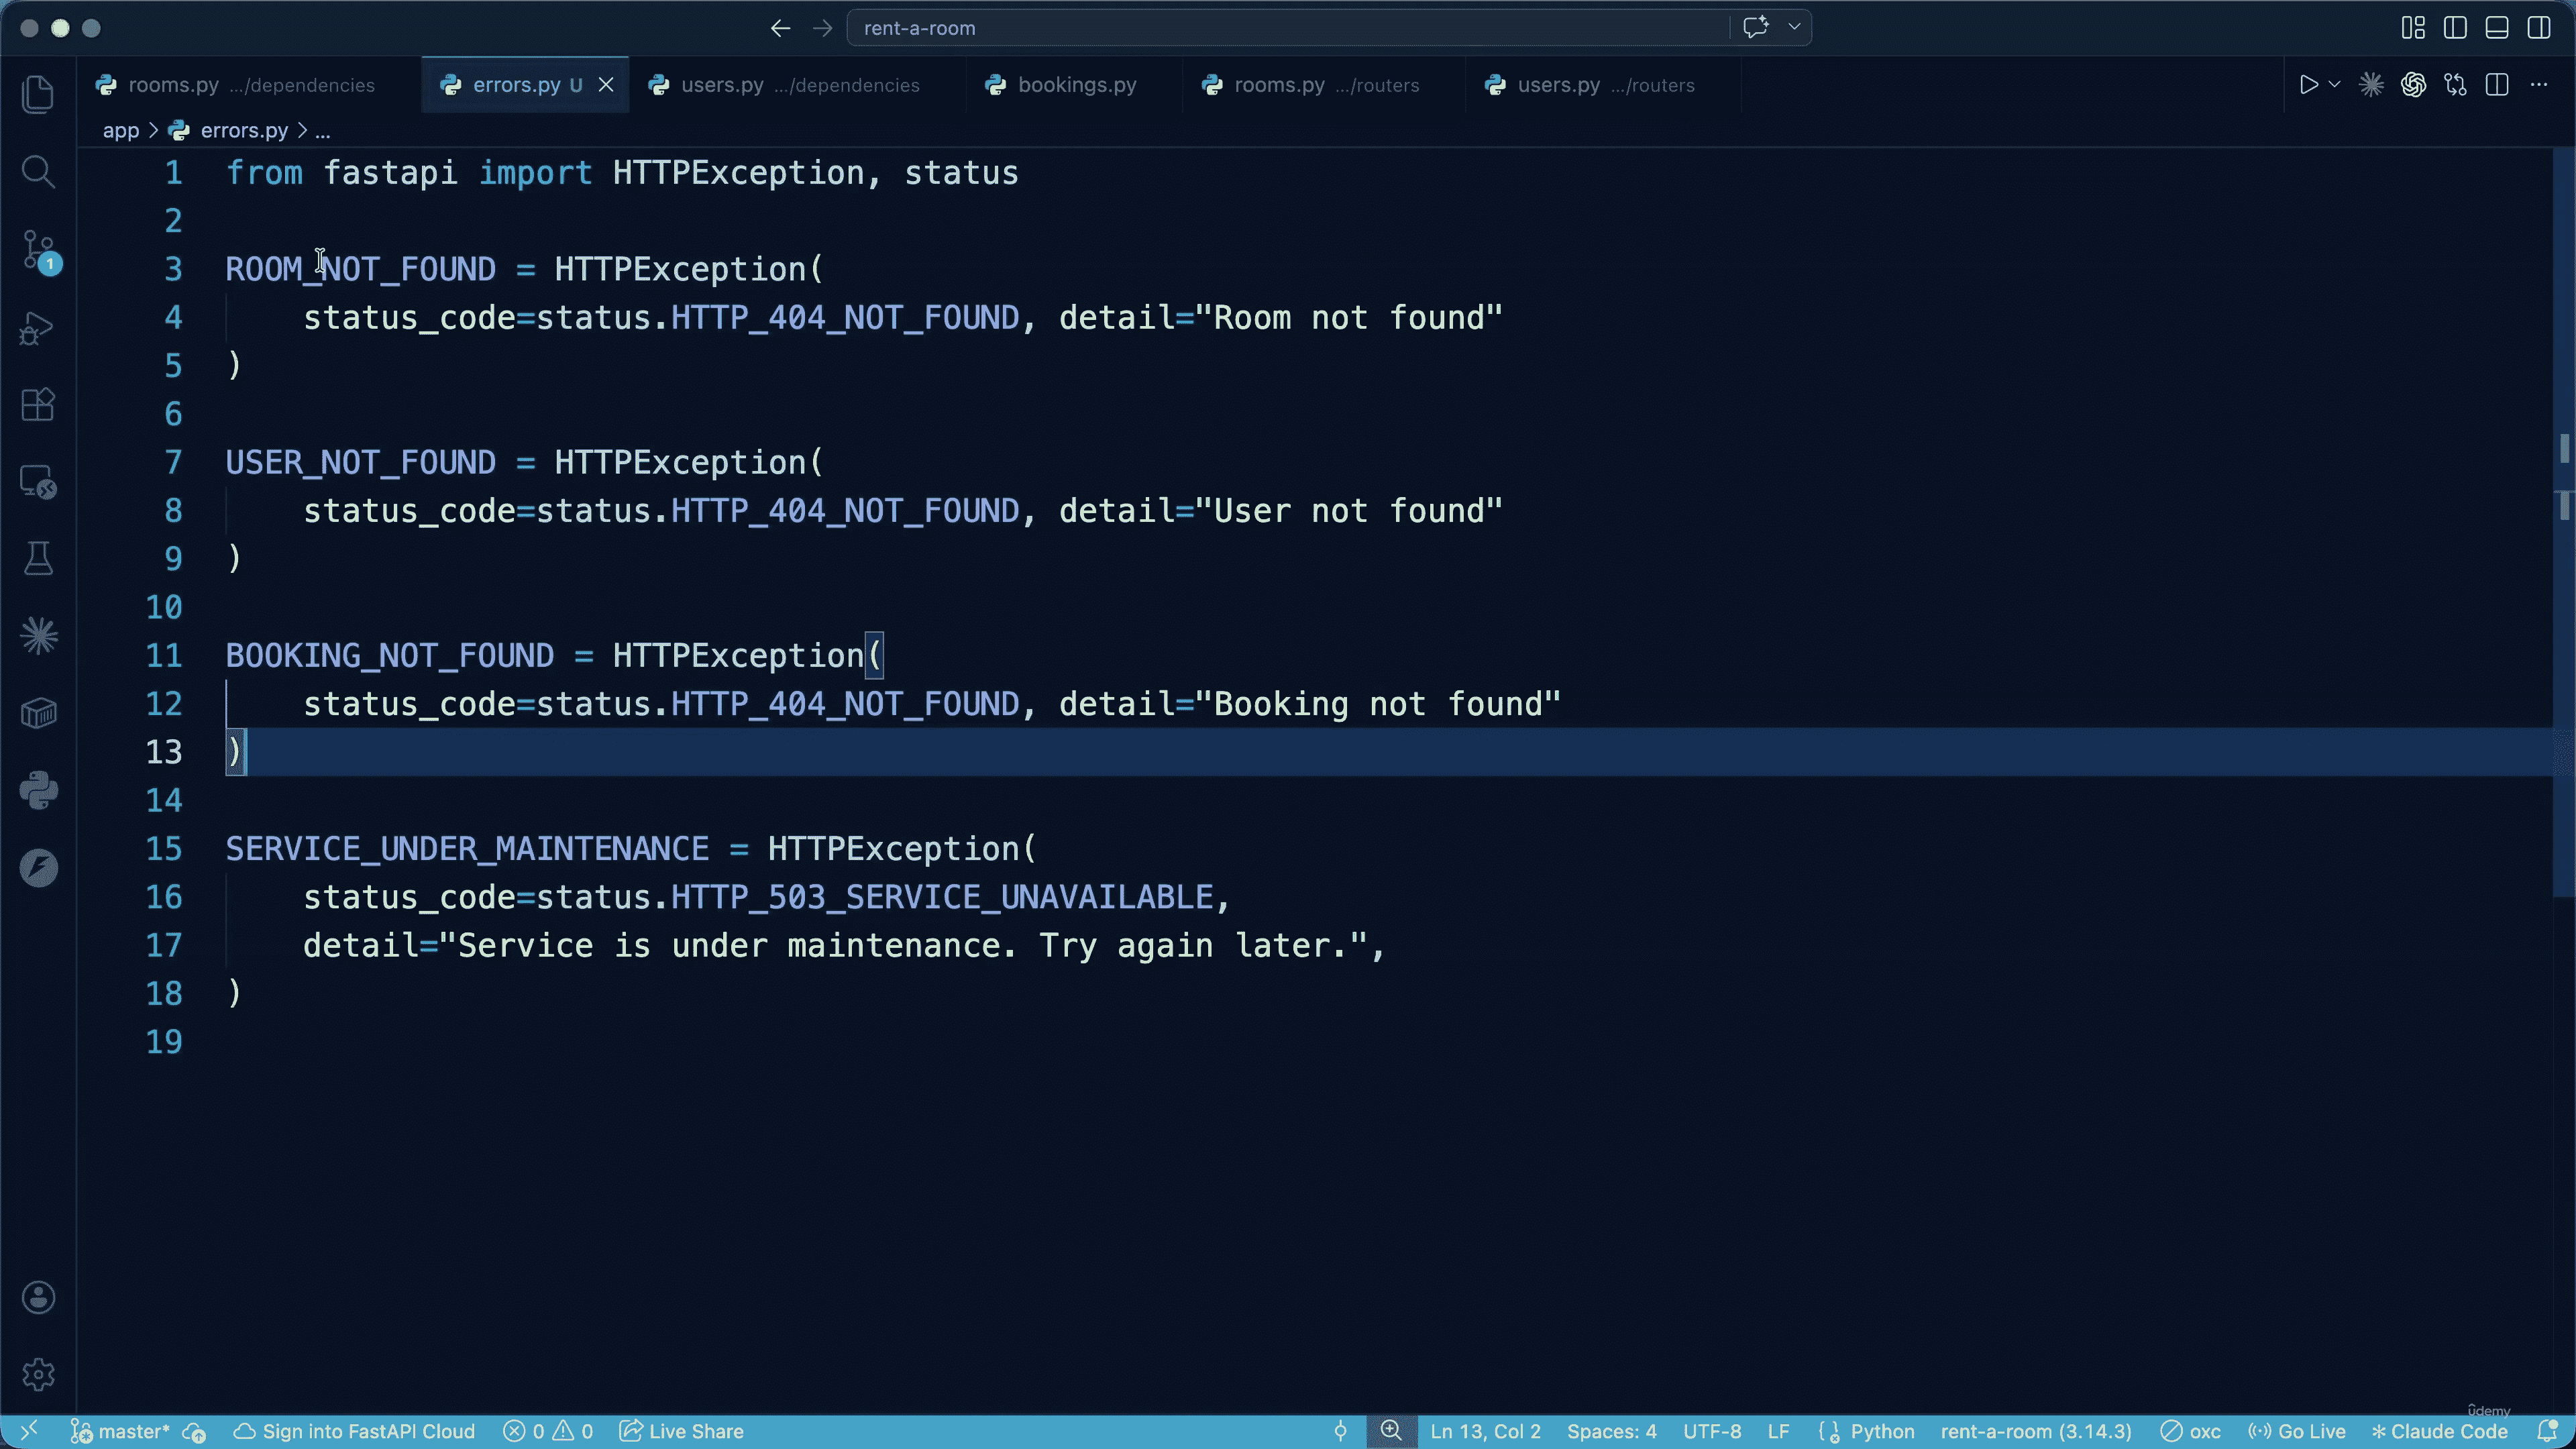 rent-a-room
rooms.py .../dependencies errors.py U users.py .../dependencies bookings.py rooms.py .../routers users.py .../routers
app > errors.py > ...
1 from fastapi import HTTPException, status
2
3 ROOM_NOT_FOUND = HTTPException(
4     status_code=status.HTTP_404_NOT_FOUND, detail="Room not found"
5 )
6
7 USER_NOT_FOUND = HTTPException(
8     status_code=status.HTTP_404_NOT_FOUND, detail="User not found"
9 )
10
11 BOOKING_NOT_FOUND = HTTPException(
12     status_code=status.HTTP_404_NOT_FOUND, detail="Booking not found"
13 )
14
15 SERVICE_UNDER_MAINTENANCE = HTTPException(
16     status_code=status.HTTP_503_SERVICE_UNAVAILABLE,
17     detail="Service is under maintenance. Try again later.",
18 )
19
1
udemy
master* Sign into FastAPI Cloud 0 0 Live Share Ln 13, Col 2 Spaces: 4 UTF-8 LF Python rent-a-room (3.14.3) oxc Go Live Claude Code